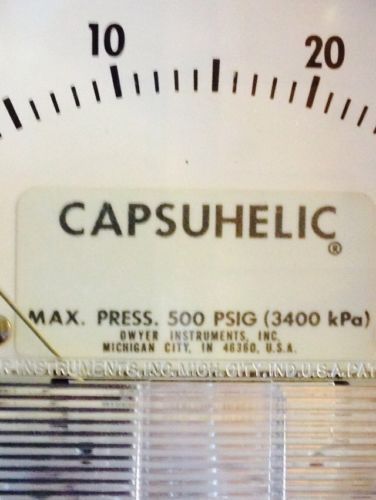 10 20
CAPSUHELIC®
MAX. PRESS. 500 PSIG (3400 kPa)
DWYER INSTRUMENTS, INC.
MICHIGAN CITY, IN 46360, U.S.A.
R INSTRUMENTS, INC. MICH. CITY, IND. U.S.A. PAT